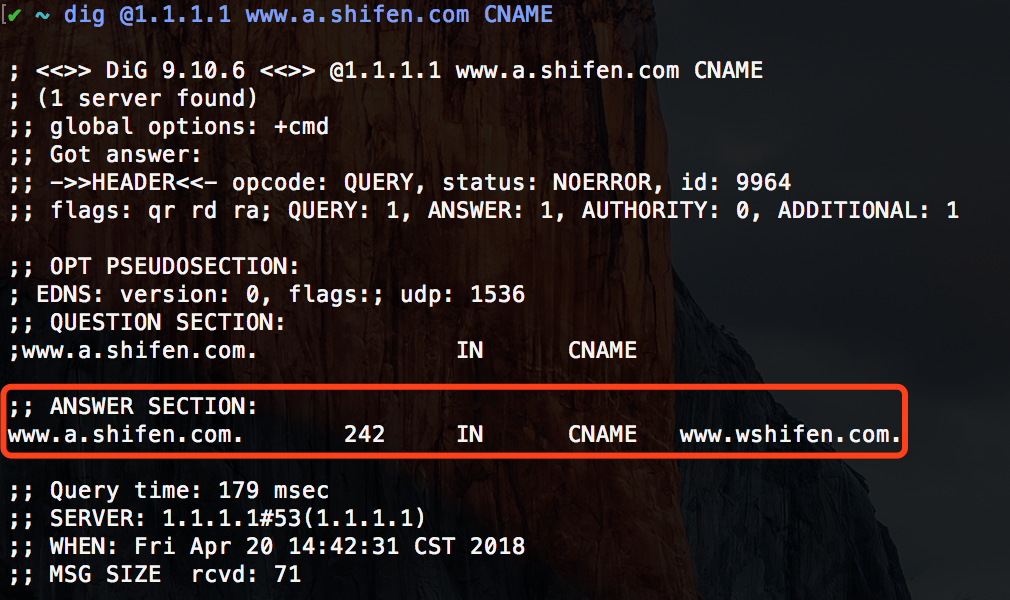 [✔ ~ dig @1.1.1.1 www.a.shifen.com CNAME
; <<>> DiG 9.10.6 <<>> @1.1.1.1 www.a.shifen.com CNAME
; (1 server found)
;; global options: +cmd
;; Got answer:
;; ->>HEADER<<- opcode: QUERY, status: NOERROR, id: 9964
;; flags: qr rd ra; QUERY: 1, ANSWER: 1, AUTHORITY: 0, ADDITIONAL: 1
;; OPT PSEUDOSECTION:
; EDNS: version: 0, flags:; udp: 1536
;; QUESTION SECTION:
;www.a.shifen.com. IN CNAME
;; ANSWER SECTION:
www.a.shifen.com. 242 IN CNAME www.wshifen.com.
;; Query time: 179 msec
;; SERVER: 1.1.1.1#53(1.1.1.1)
;; WHEN: Fri Apr 20 14:42:31 CST 2018
;; MSG SIZE rcvd: 71